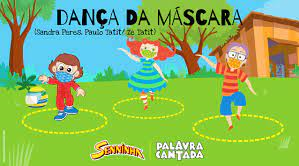 DANÇA DA MÁSCARA
(Sandra Peres, Paulo Tatit/ Zé Tatit)
SENNINHA
PALAVRA
CANTADA